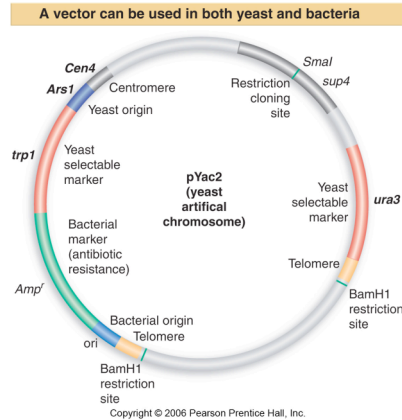 A vector can be used in both yeast and bacteria
Cen4
Ars1
Centromere
Yeast origin
SmaI
sup4
Restriction
cloning
site
trp1
Yeast
selectable
marker
pYac2
(yeast
artifical
chromosome)
Yeast
selectable
marker
ura3
Bacterial
marker
(antibiotic
resistance)
Ampr
Telomere
BamH1
restriction
site
Bacterial origin
ori
Telomere
BamH1
restriction
site
Copyright © 2006 Pearson Prentice Hall, Inc.